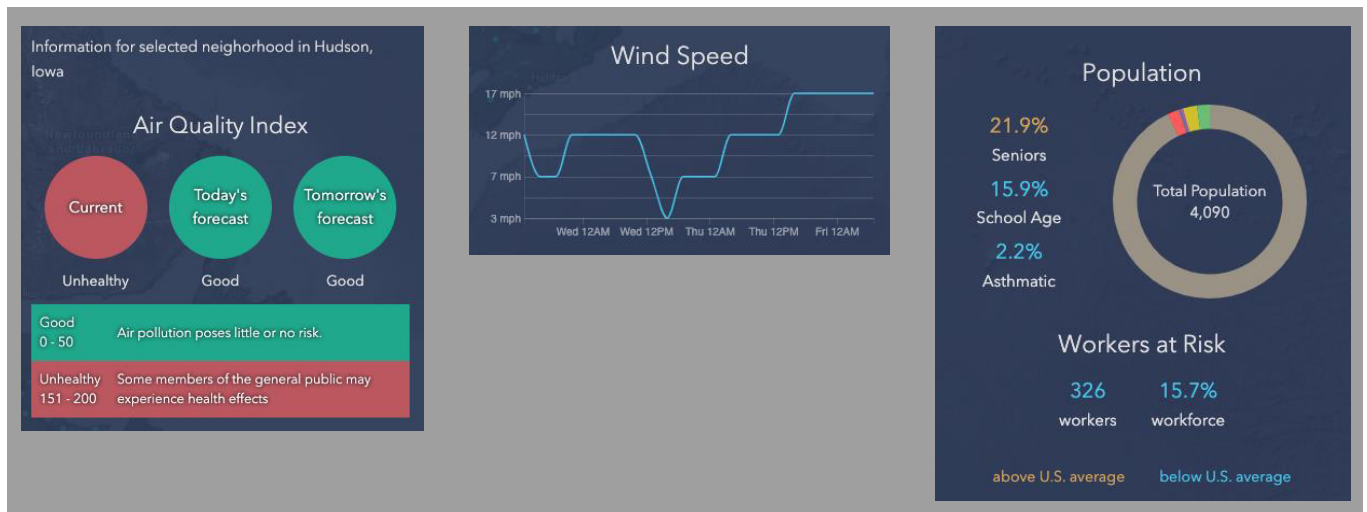 Information for selected neighorhood in Hudson,
Iowa
Air Quality Index
Current
Today's
forecast
Tomorrow's
forecast
Unhealthy
Good
Good
Good
0 - 50
Air pollution poses little or no risk.
Unhealthy
151 - 200
Some members of the general public may
experience health effects
Wind Speed
17 mph
12 mph
7 mph
3 mph
Wed 12AM
Wed 12PM
Thu 12AM
Thu 12PM
Fri 12AM
Population
21.9%
Seniors
15.9%
School Age
2.2%
Asthmatic
Total Population
4,090
Workers at Risk
326
workers
15.7%
workforce
above U.S. average
below U.S. average